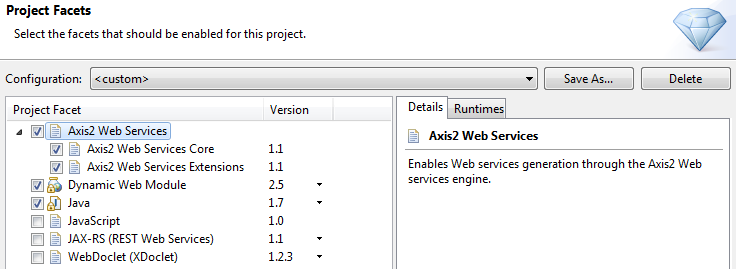 Project Facets
Select the facets that should be enabled for this project.
Configuration: <custom> Save As... Delete
Project Facet Version
Axis2 Web Services
Axis2 Web Services Core 1.1
Axis2 Web Services Extensions 1.1
Dynamic Web Module 2.5
Java 1.7
JavaScript 1.0
JAX-RS (REST Web Services) 1.1
WebDoclet (XDoclet) 1.2.3
Details Runtimes
Axis2 Web Services
Enables Web services generation through the Axis2 Web
services engine.